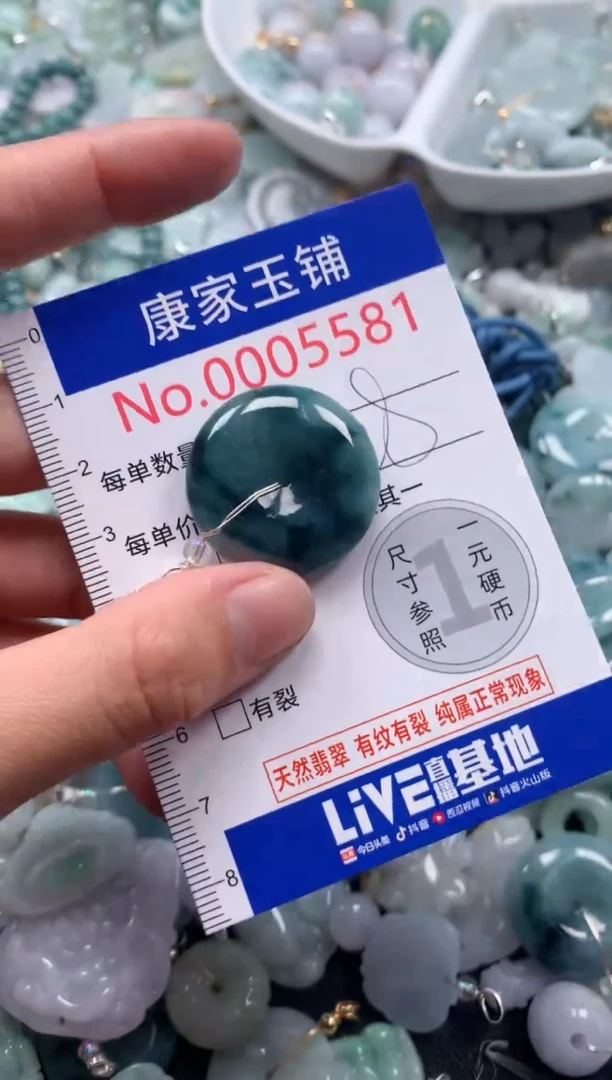 康家玉铺
No.0005581
0
1
2
每单数量
8
3
每单价
其一
尺寸参照
1
一元硬币
6
有裂
天然翡翠 有纹有裂 纯属正常现象
7
LiVE直播基地
今日头条 抖音 西瓜视频 抖音火山版
8